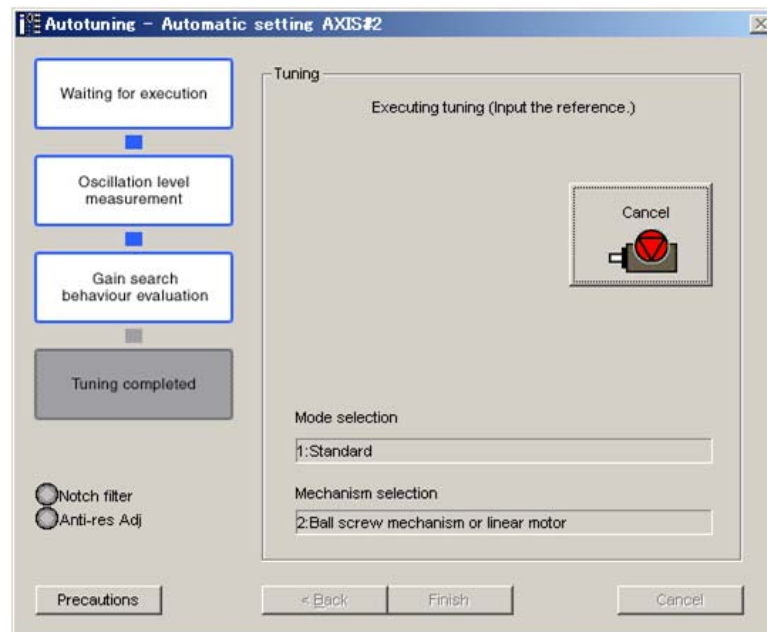 Autotuning - Automatic setting AXIS#2
Waiting for execution
Oscillation level
measurement
Gain search
behaviour evaluation
Tuning completed
Notch filter
Anti-res Adj
Precautions
Tuning
Executing tuning (Input the reference.)
Cancel
Mode selection
1:Standard
Mechanism selection
2:Ball screw mechanism or linear motor
< Back
Finish
Cancel